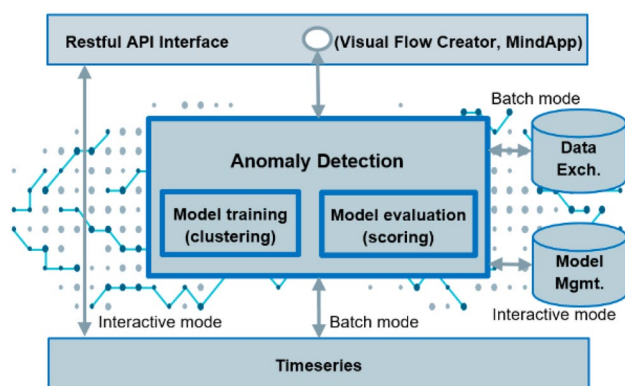 Restful API Interface
(Visual Flow Creator, MindApp)
Batch mode
Data
Exch.
Anomaly Detection
Model training
(clustering)
Model evaluation
(scoring)
Model
Mgmt.
Interactive mode
Interactive mode
Batch mode
Timeseries